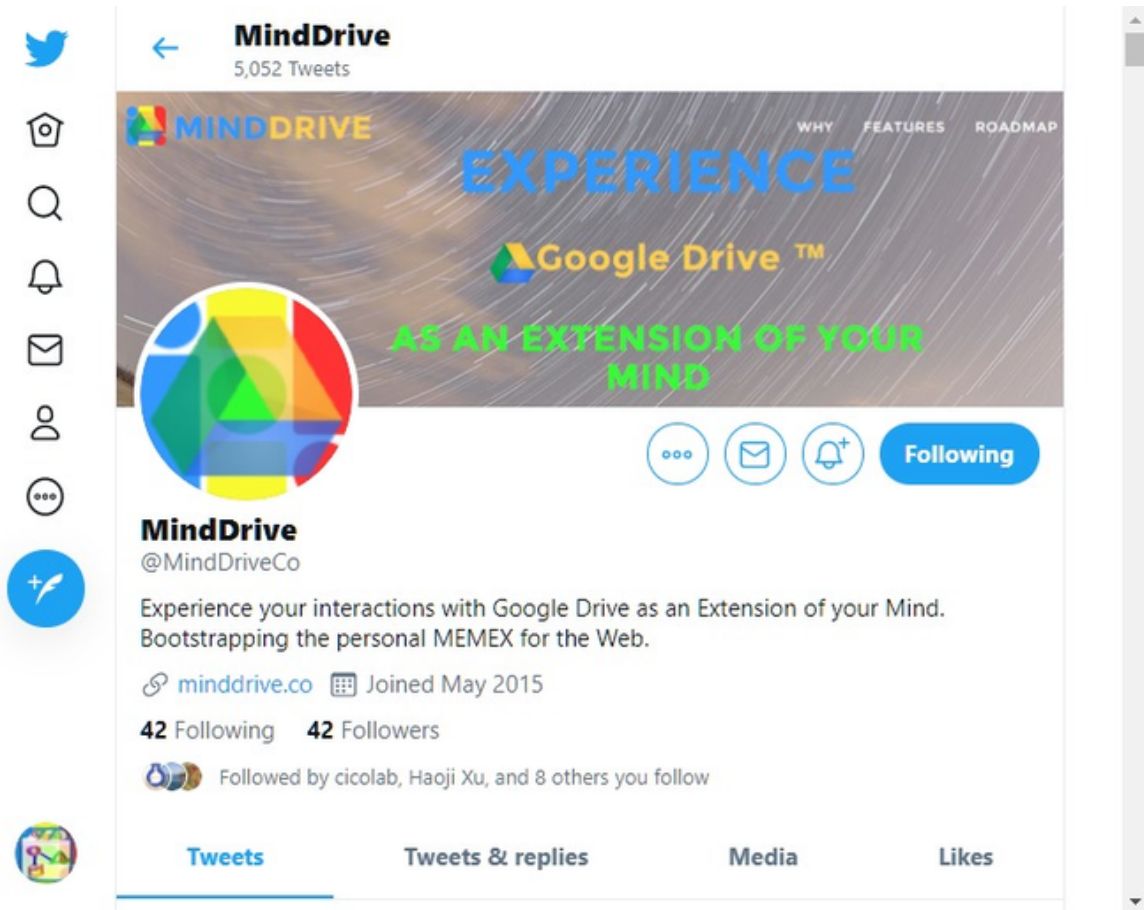 MindDrive
5,052 Tweets
MINDDRIVE
WHY FEATURES ROADMAP
EXPERIENCE
Google Drive ™
AS AN EXTENSION OF YOUR
MIND
Following
MindDrive
@MindDriveCo
Experience your interactions with Google Drive as an Extension of your Mind.
Bootstrapping the personal MEMEX for the Web.
minddrive.co Joined May 2015
42 Following 42 Followers
Followed by cicolab, Haoji Xu, and 8 others you follow
Tweets Tweets & replies Media Likes